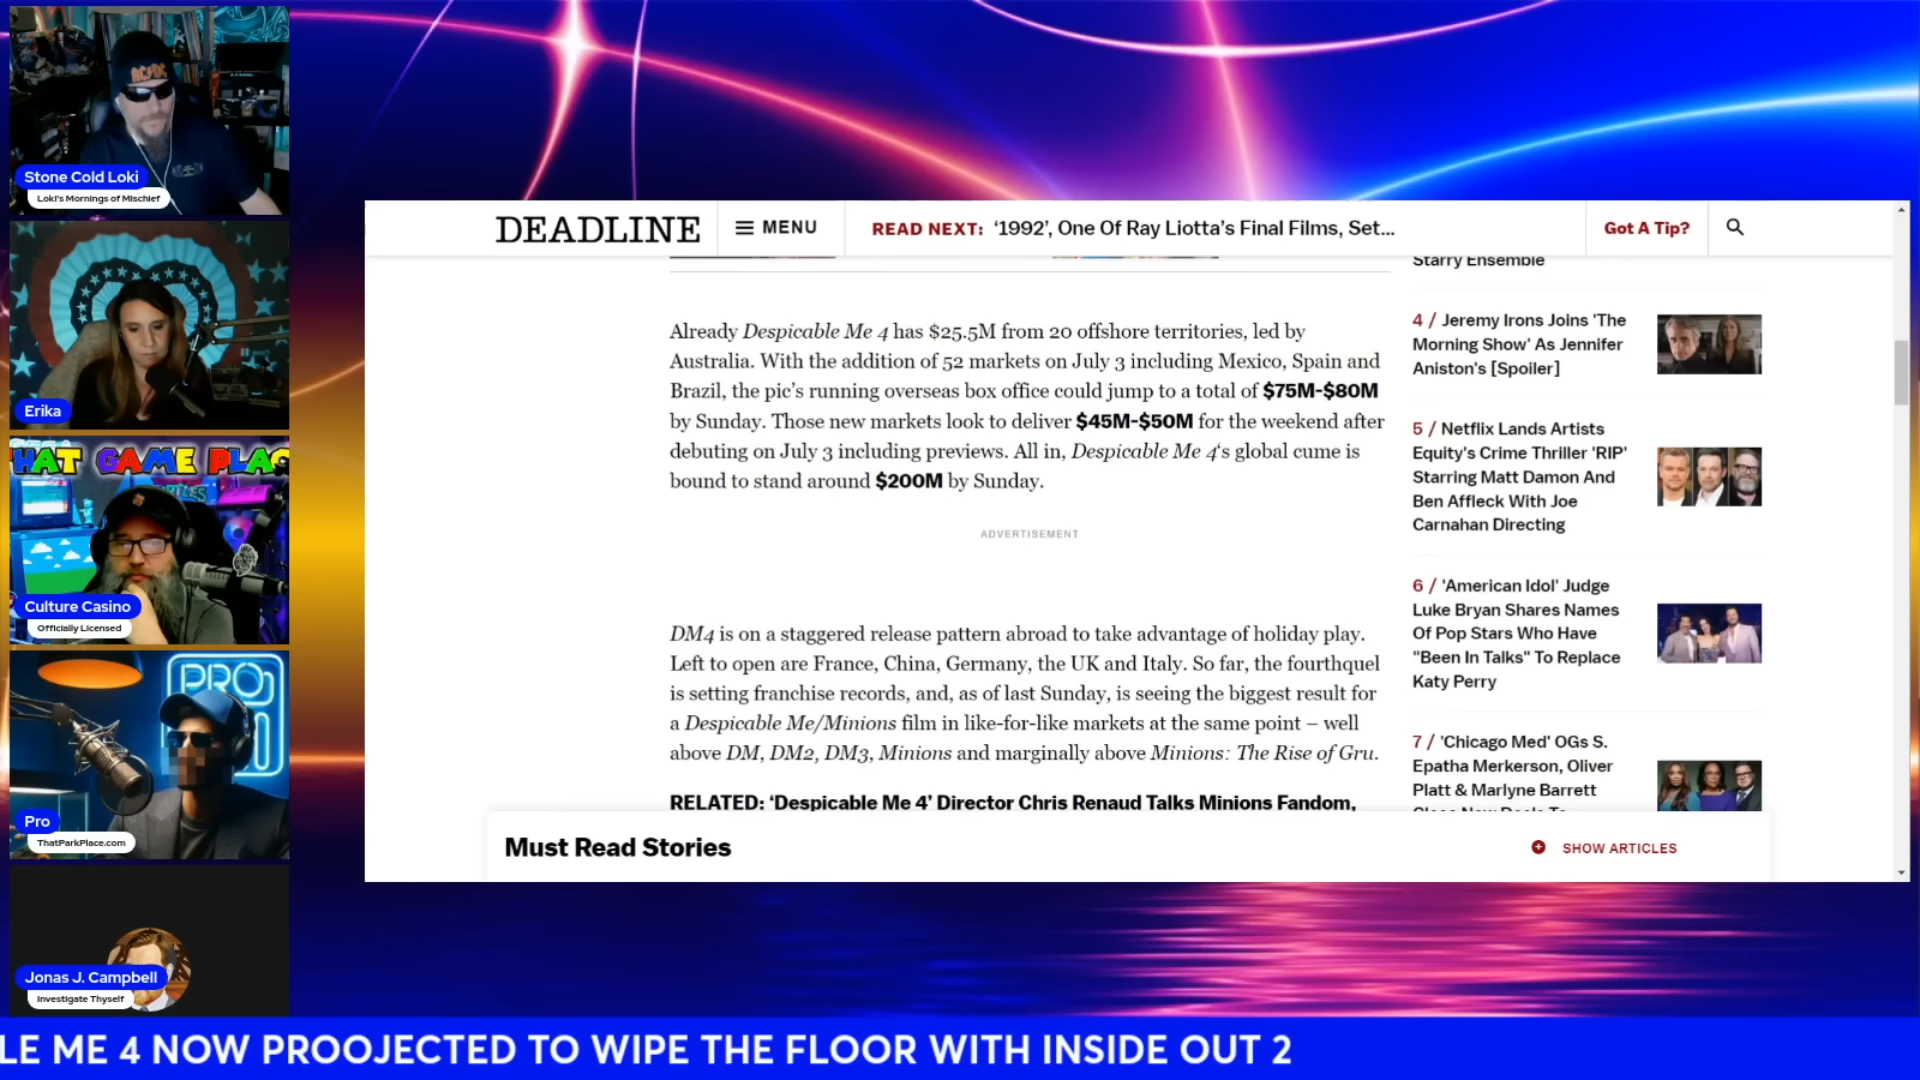 AC/DC
Stone Cold Loki
Loki's Mornings of Mischief
Erika
THAT GAME PLAC
Culture Casino
Officially Licensed
PRO
Pro
ThatParkPlace.com
Jonas J. Campbell
Investigate Thyself
DEADLINE
MENU
READ NEXT: ‘1992’, One Of Ray Liotta’s Final Films, Set...
Got A Tip?
Already Despicable Me 4 has $25.5M from 20 offshore territories, led by
Australia. With the addition of 52 markets on July 3 including Mexico, Spain and
Brazil, the pic’s running overseas box office could jump to a total of $75M-$80M
by Sunday. Those new markets look to deliver $45M-$50M for the weekend after
debuting on July 3 including previews. All in, Despicable Me 4‘s global cume is
bound to stand around $200M by Sunday.
ADVERTISEMENT
DM4 is on a staggered release pattern abroad to take advantage of holiday play.
Left to open are France, China, Germany, the UK and Italy. So far, the fourthquel
is setting franchise records, and, as of last Sunday, is seeing the biggest result for
a Despicable Me/Minions film in like-for-like markets at the same point – well
above DM, DM2, DM3, Minions and marginally above Minions: The Rise of Gru.
RELATED: ‘Despicable Me 4’ Director Chris Renaud Talks Minions Fandom,
Starry Ensemble
4 / Jeremy Irons Joins 'The
Morning Show' As Jennifer
Aniston's [Spoiler]
5 / Netflix Lands Artists
Equity's Crime Thriller 'RIP'
Starring Matt Damon And
Ben Affleck With Joe
Carnahan Directing
6 / 'American Idol' Judge
Luke Bryan Shares Names
Of Pop Stars Who Have
"Been In Talks" To Replace
Katy Perry
7 / 'Chicago Med' OGs S.
Epatha Merkerson, Oliver
Platt & Marlyne Barrett
Must Read Stories
SHOW ARTICLES
LE ME 4 NOW PROOJECTED TO WIPE THE FLOOR WITH INSIDE OUT 2